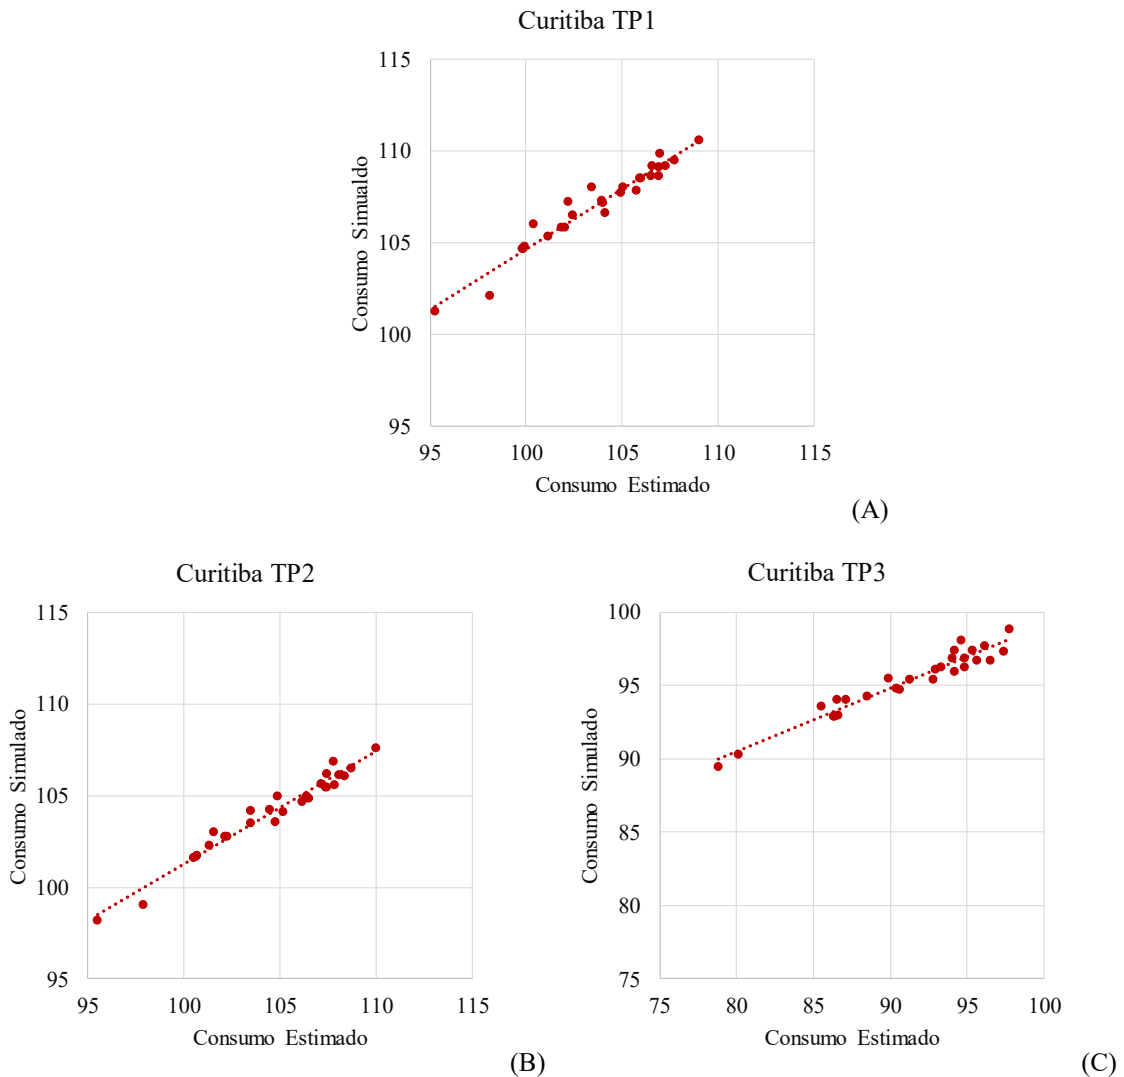 Curitiba TP1
115
110
105
100
95
95 100 105 110 115
Consumo Simualdo
Consumo Estimado
(A)
Curitiba TP2
115
110
105
100
95
95 100 105 110 115
Consumo Simulado
Consumo Estimado
(B)
Curitiba TP3
100
95
90
85
80
75
75 80 85 90 95 100
Consumo Simulado
Consumo Estimado
(C)